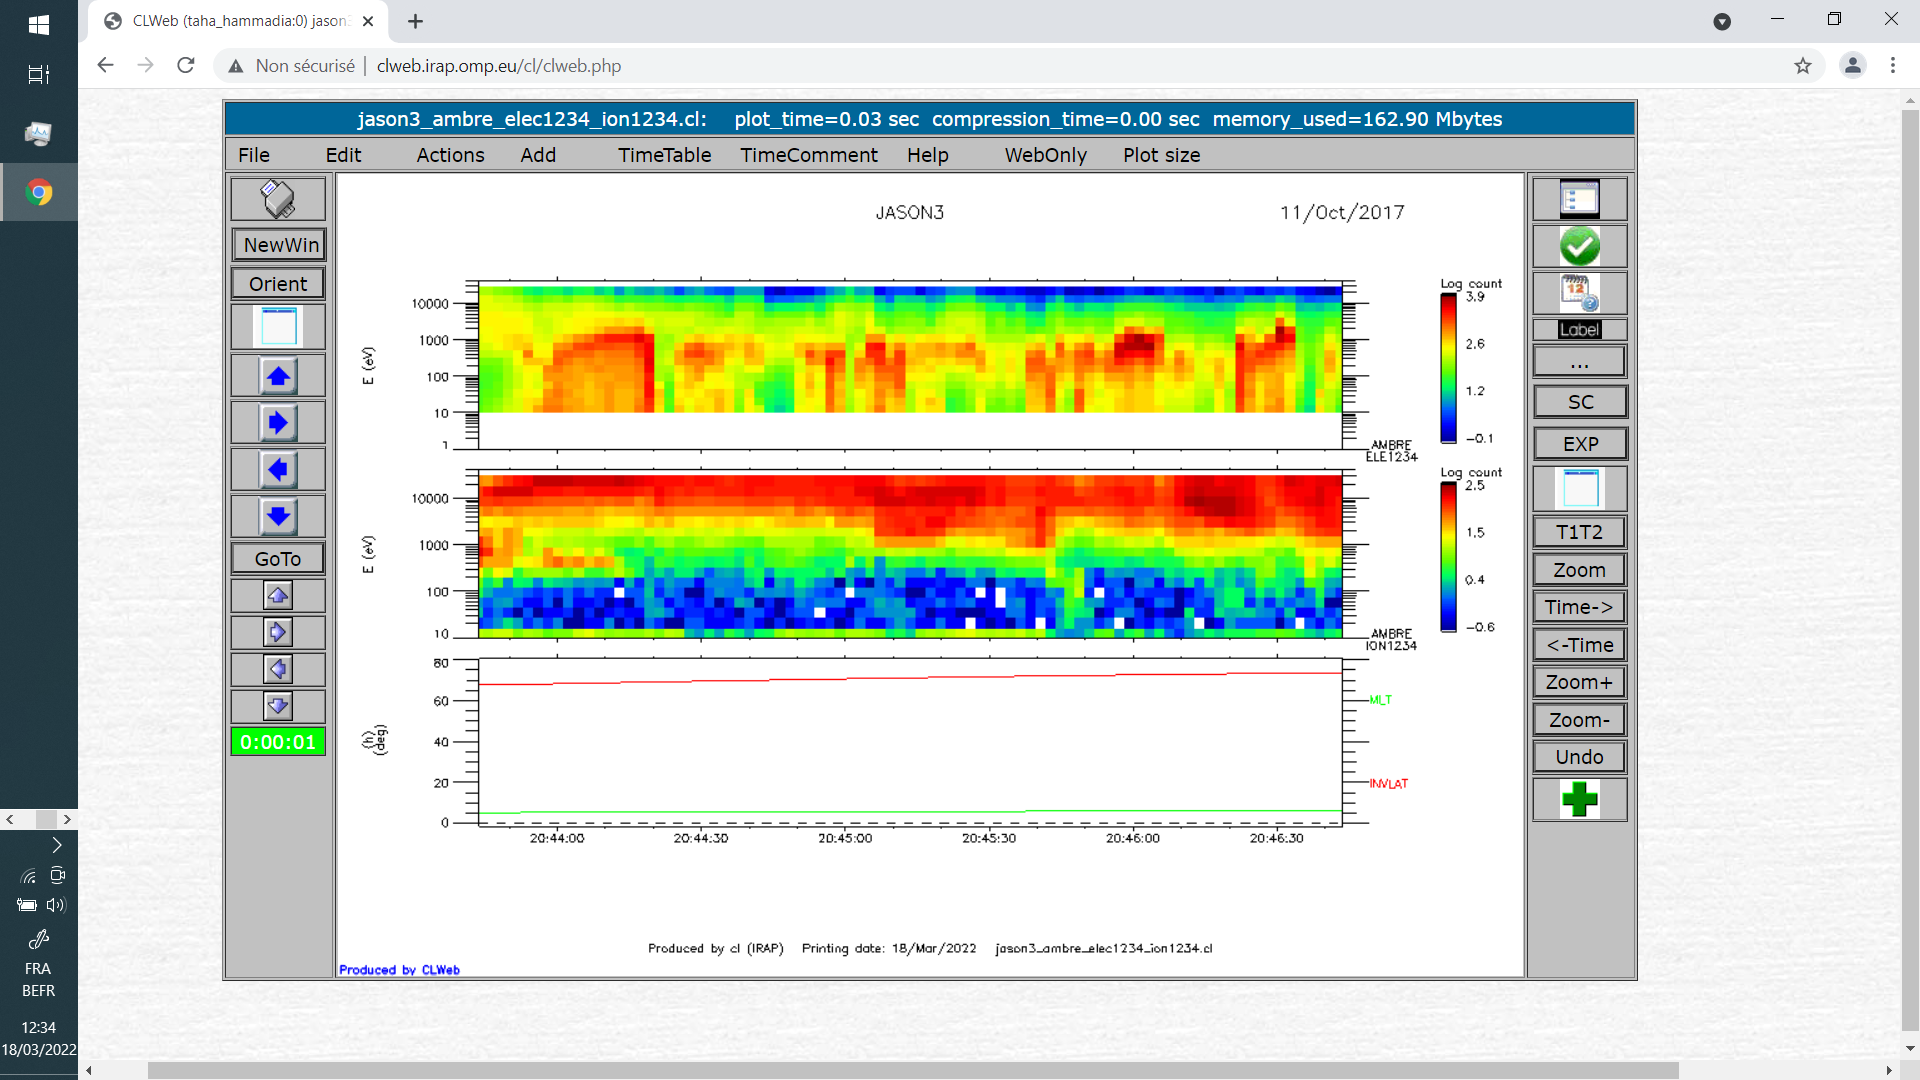 CLWeb (taha_hammadia:0) jason3
Non sécurisé | clweb.irap.omp.eu/cl/clweb.php
jason3_ambre_elec1234_ion1234.cl: plot_time=0.03 sec compression_time=0.00 sec memory_used=162.90 Mbytes
File Edit Actions Add TimeTable TimeComment Help WebOnly Plot size
NewWin
Orient
GoTo
0:00:01
JASON3 11/Oct/2017
E (eV)
10000
1000
100
10
1
Log count
3.9
2.6
1.2
-0.1
AMBRE
ELE1234
E (eV)
10000
1000
100
10
Log count
2.5
1.5
0.4
-0.6
AMBRE
ION1234
(h)
(deg)
80
60
40
20
0
MLT
INVLAT
20:44:00 20:44:30 20:45:00 20:45:30 20:46:00 20:46:30
Produced by cl (IRAP) Printing date: 18/Mar/2022 jason3_ambre_elec1234_ion1234.cl
Produced by CLWeb
12
Label
...
SC
EXP
T1T2
Zoom
Time->
<-Time
Zoom+
Zoom-
Undo
FRA
BEFR
12:34
18/03/2022